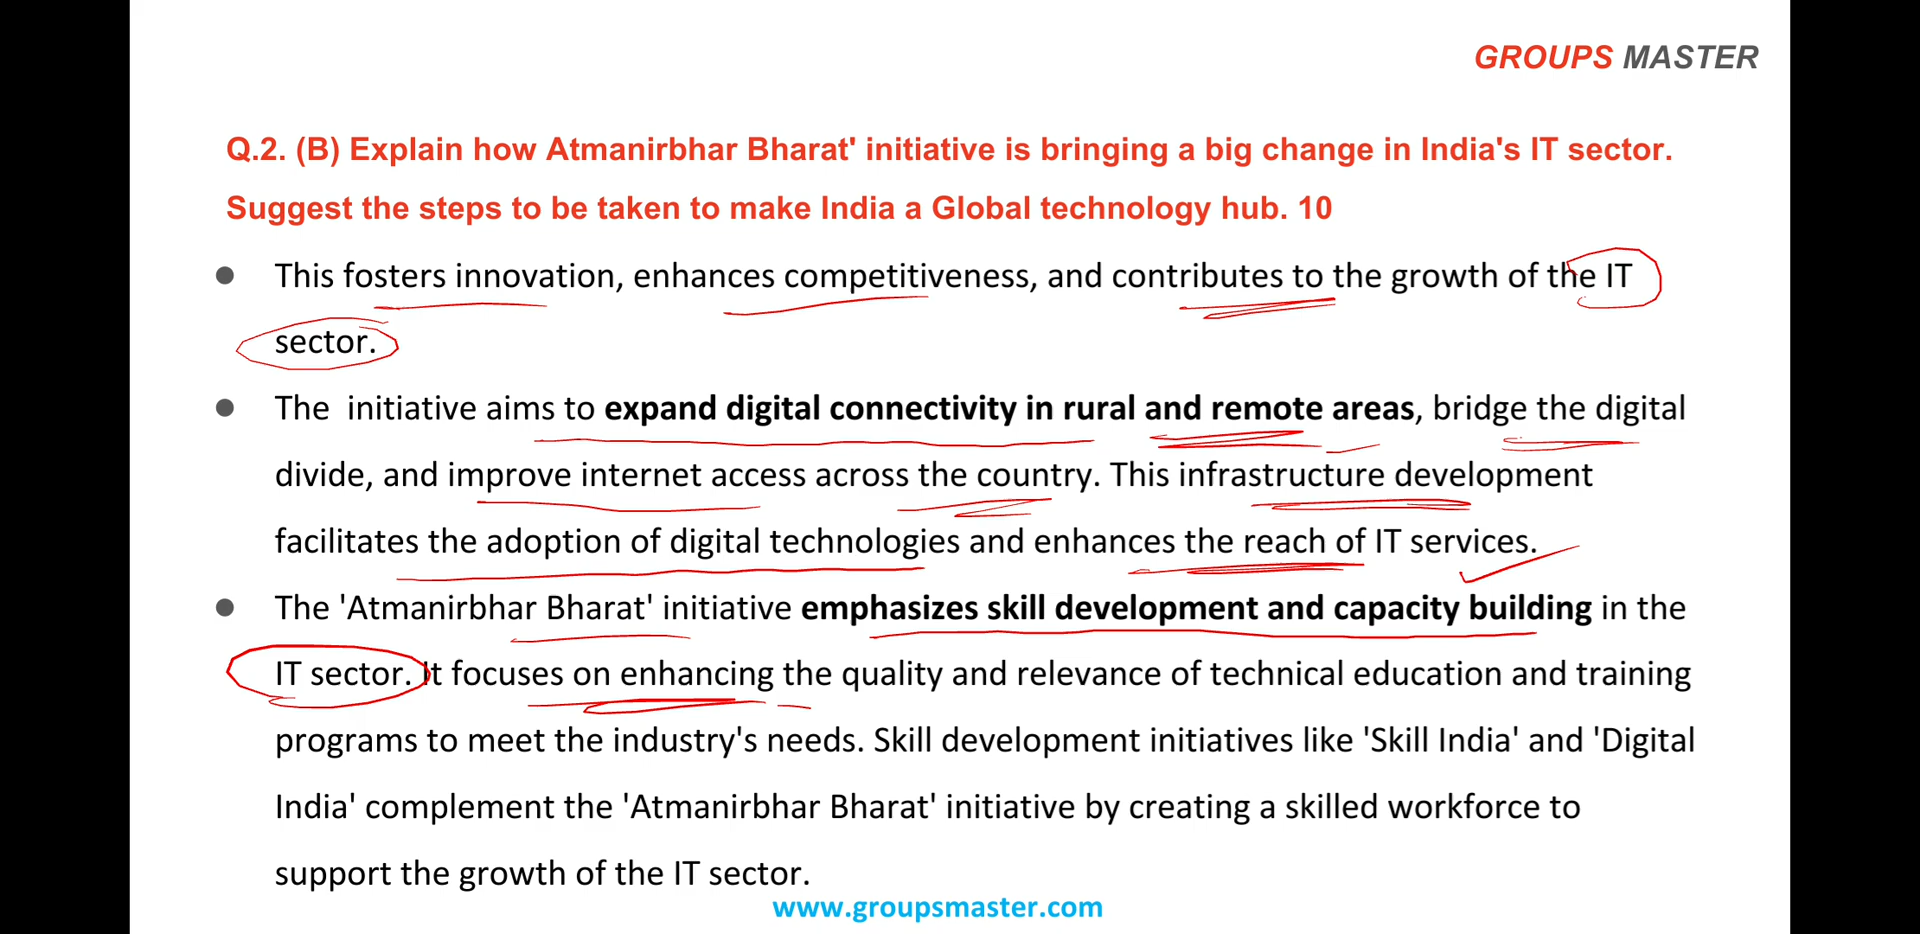 GROUPS MASTER
Q.2. (B) Explain how Atmanirbhar Bharat' initiative is bringing a big change in India's IT sector.
Suggest the steps to be taken to make India a Global technology hub. 10
● This fosters innovation, enhances competitiveness, and contributes to the growth of the IT
sector.
● The initiative aims to expand digital connectivity in rural and remote areas, bridge the digital
divide, and improve internet access across the country. This infrastructure development
facilitates the adoption of digital technologies and enhances the reach of IT services.
● The 'Atmanirbhar Bharat' initiative emphasizes skill development and capacity building in the
IT sector. It focuses on enhancing the quality and relevance of technical education and training
programs to meet the industry's needs. Skill development initiatives like 'Skill India' and 'Digital
India' complement the 'Atmanirbhar Bharat' initiative by creating a skilled workforce to
support the growth of the IT sector.
www.groupsmaster.com